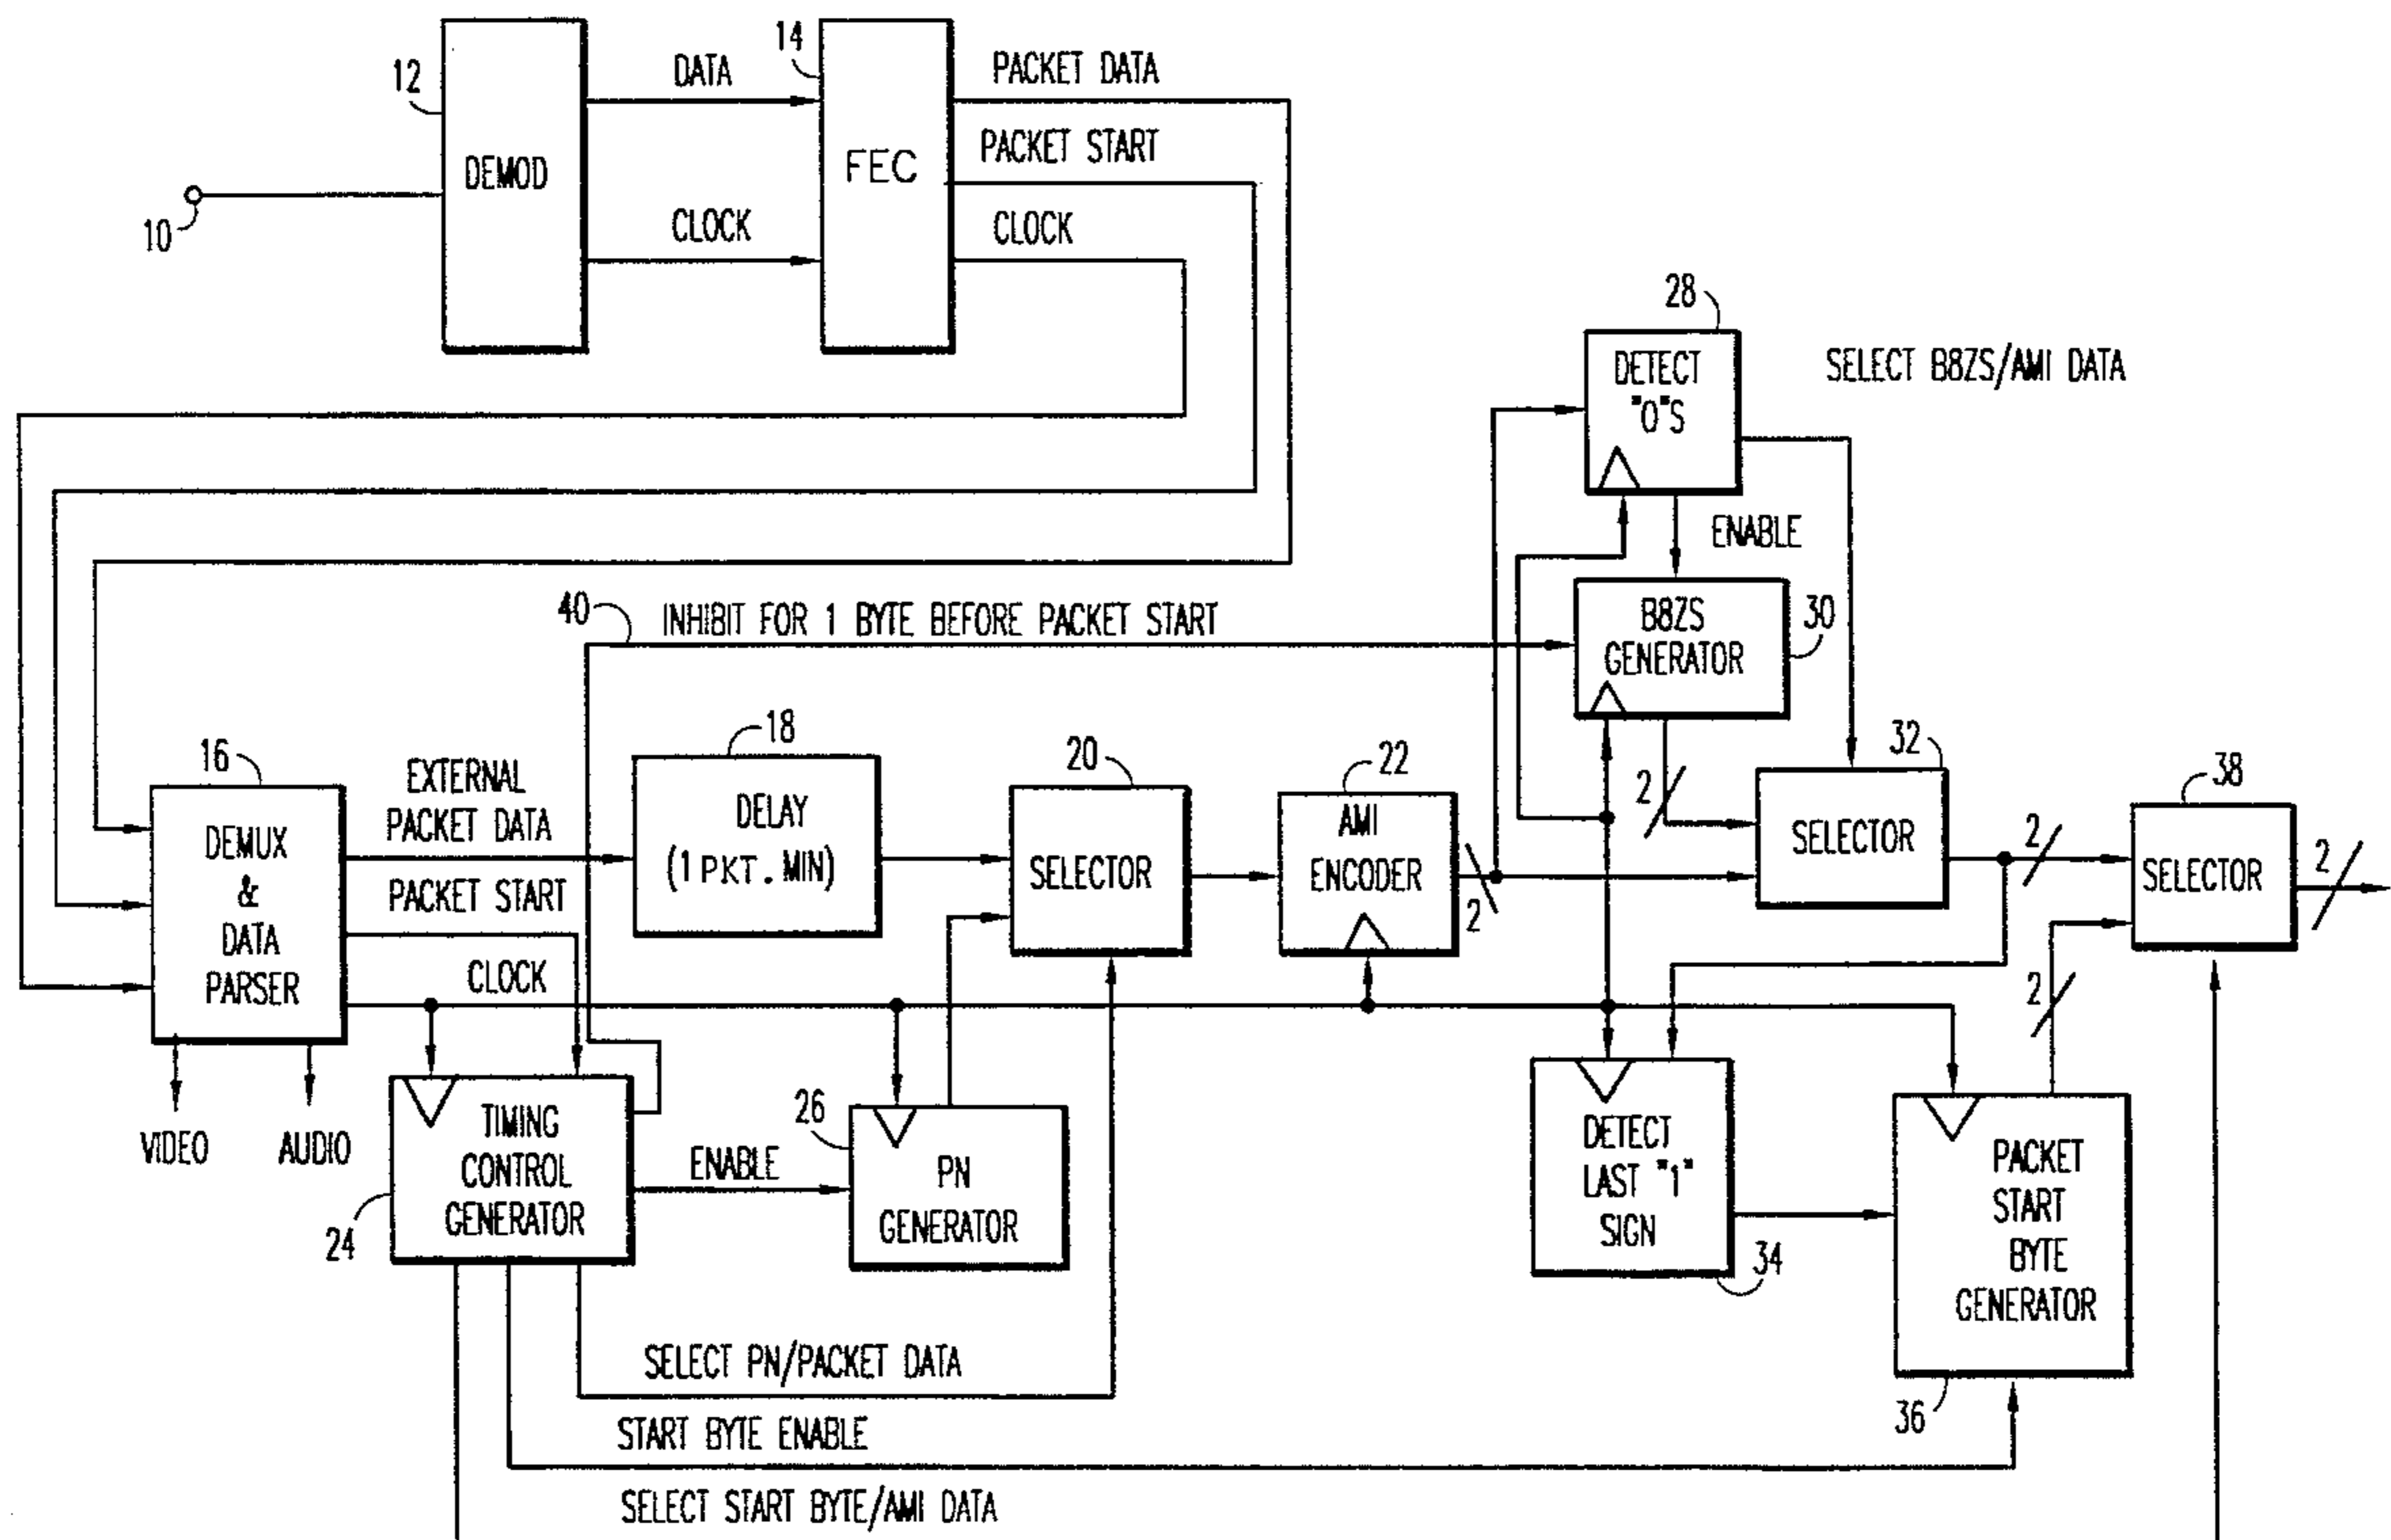 12
DEMOD
10
DATA
CLOCK
14
FEC
PACKET DATA
PACKET START
CLOCK
28
DETECT
"0"S
SELECT B8ZS/AMI DATA
ENABLE
40
INHIBIT FOR 1 BYTE BEFORE PACKET START
B8ZS
GENERATOR
30
16
DEMUX
&
DATA
PARSER
EXTERNAL
PACKET DATA
PACKET START
CLOCK
VIDEO
AUDIO
18
DELAY
(1 PKT. MIN)
20
SELECTOR
22
AMI
ENCODER
2
2
32
SELECTOR
2
38
SELECTOR
2
2
24
TIMING
CONTROL
GENERATOR
ENABLE
26
PN
GENERATOR
DETECT
LAST "1"
SIGN
34
PACKET
START
BYTE
GENERATOR
36
SELECT PN/PACKET DATA
START BYTE ENABLE
SELECT START BYTE/AMI DATA